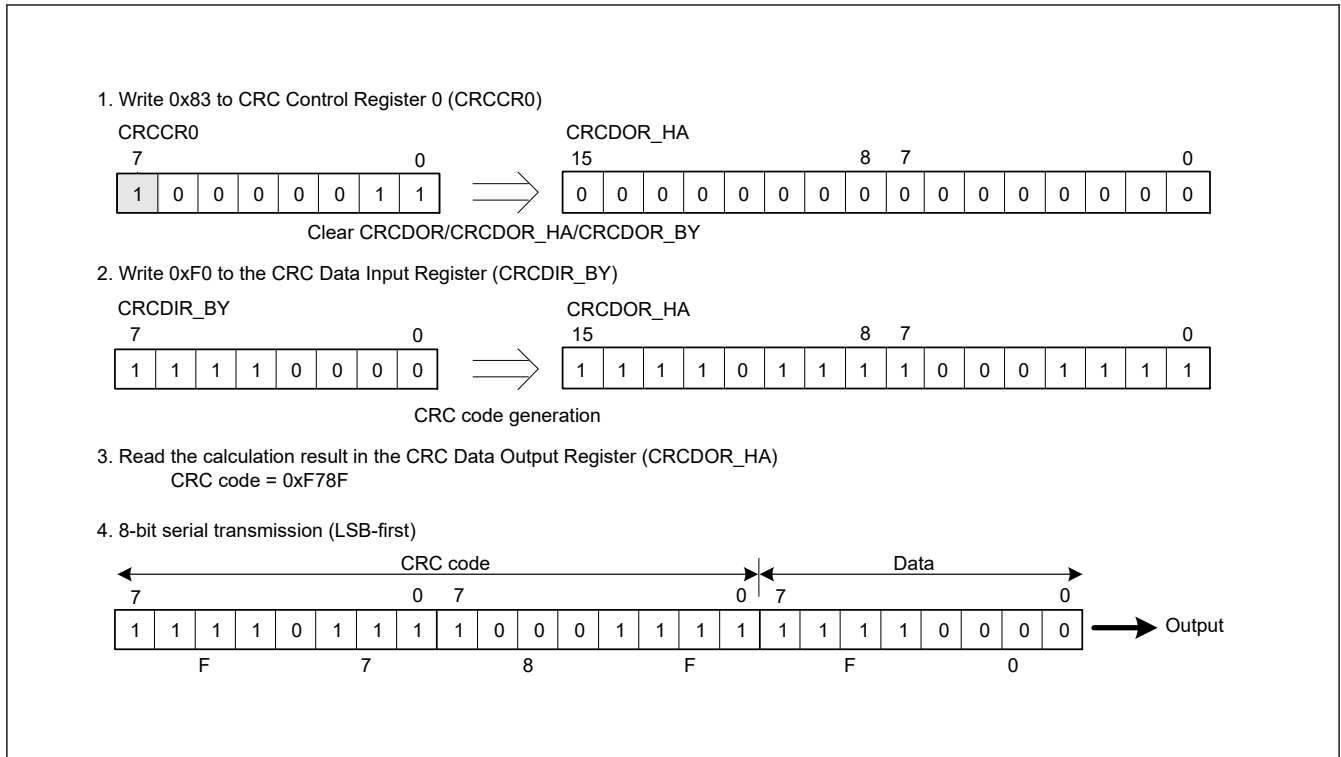 1. Write 0x83 to CRC Control Register 0 (CRCCR0)
CRCCR0 CRCDOR_HA
7 0 15 8 7 0
1 0 0 0 0 0 1 1 0 0 0 0 0 0 0 0 0 0 0 0 0 0 0 0
Clear CRCDOR/CRCDOR_HA/CRCDOR_BY
2. Write 0xF0 to the CRC Data Input Register (CRCDIR_BY)
CRCDIR_BY CRCDOR_HA
7 0 15 8 7 0
1 1 1 1 0 0 0 0 1 1 1 1 0 1 1 1 1 0 0 0 1 1 1 1
CRC code generation
3. Read the calculation result in the CRC Data Output Register (CRCDOR_HA)
CRC code = 0xF78F
4. 8-bit serial transmission (LSB-first)
CRC code Data
7 0 7 0 7 0
1 1 1 1 0 1 1 1 1 0 0 0 1 1 1 1 1 1 1 1 0 0 0 0 Output
F 7 8 F F 0